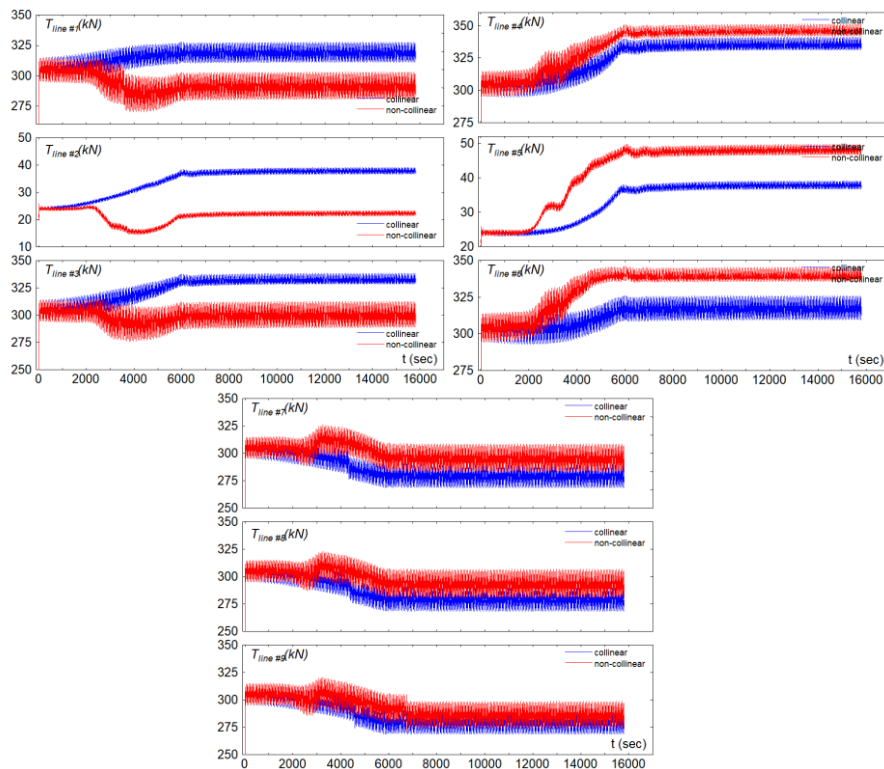 T line #1(kN)
350
325
300
275
collinear
non-collinear
T line #2(kN)
50
40
30
20
10
collinear
non-collinear
T line #3(kN)
350
325
300
275
250
collinear
non-collinear
t (sec)
0 2000 4000 6000 8000 10000 12000 14000 16000
T line #4(kN)
350
325
300
275
collinear
non-collinear
T line #5(kN)
50
40
30
20
collinear
non-collinear
T line #6(kN)
350
325
300
275
collinear
non-collinear
t (sec)
0 2000 4000 6000 8000 10000 12000 14000 16000
T line #7(kN)
350
325
300
275
250
collinear
non-collinear
T line #8(kN)
350
325
300
275
250
collinear
non-collinear
T line #9(kN)
350
325
300
275
250
collinear
non-collinear
t (sec)
0 2000 4000 6000 8000 10000 12000 14000 16000